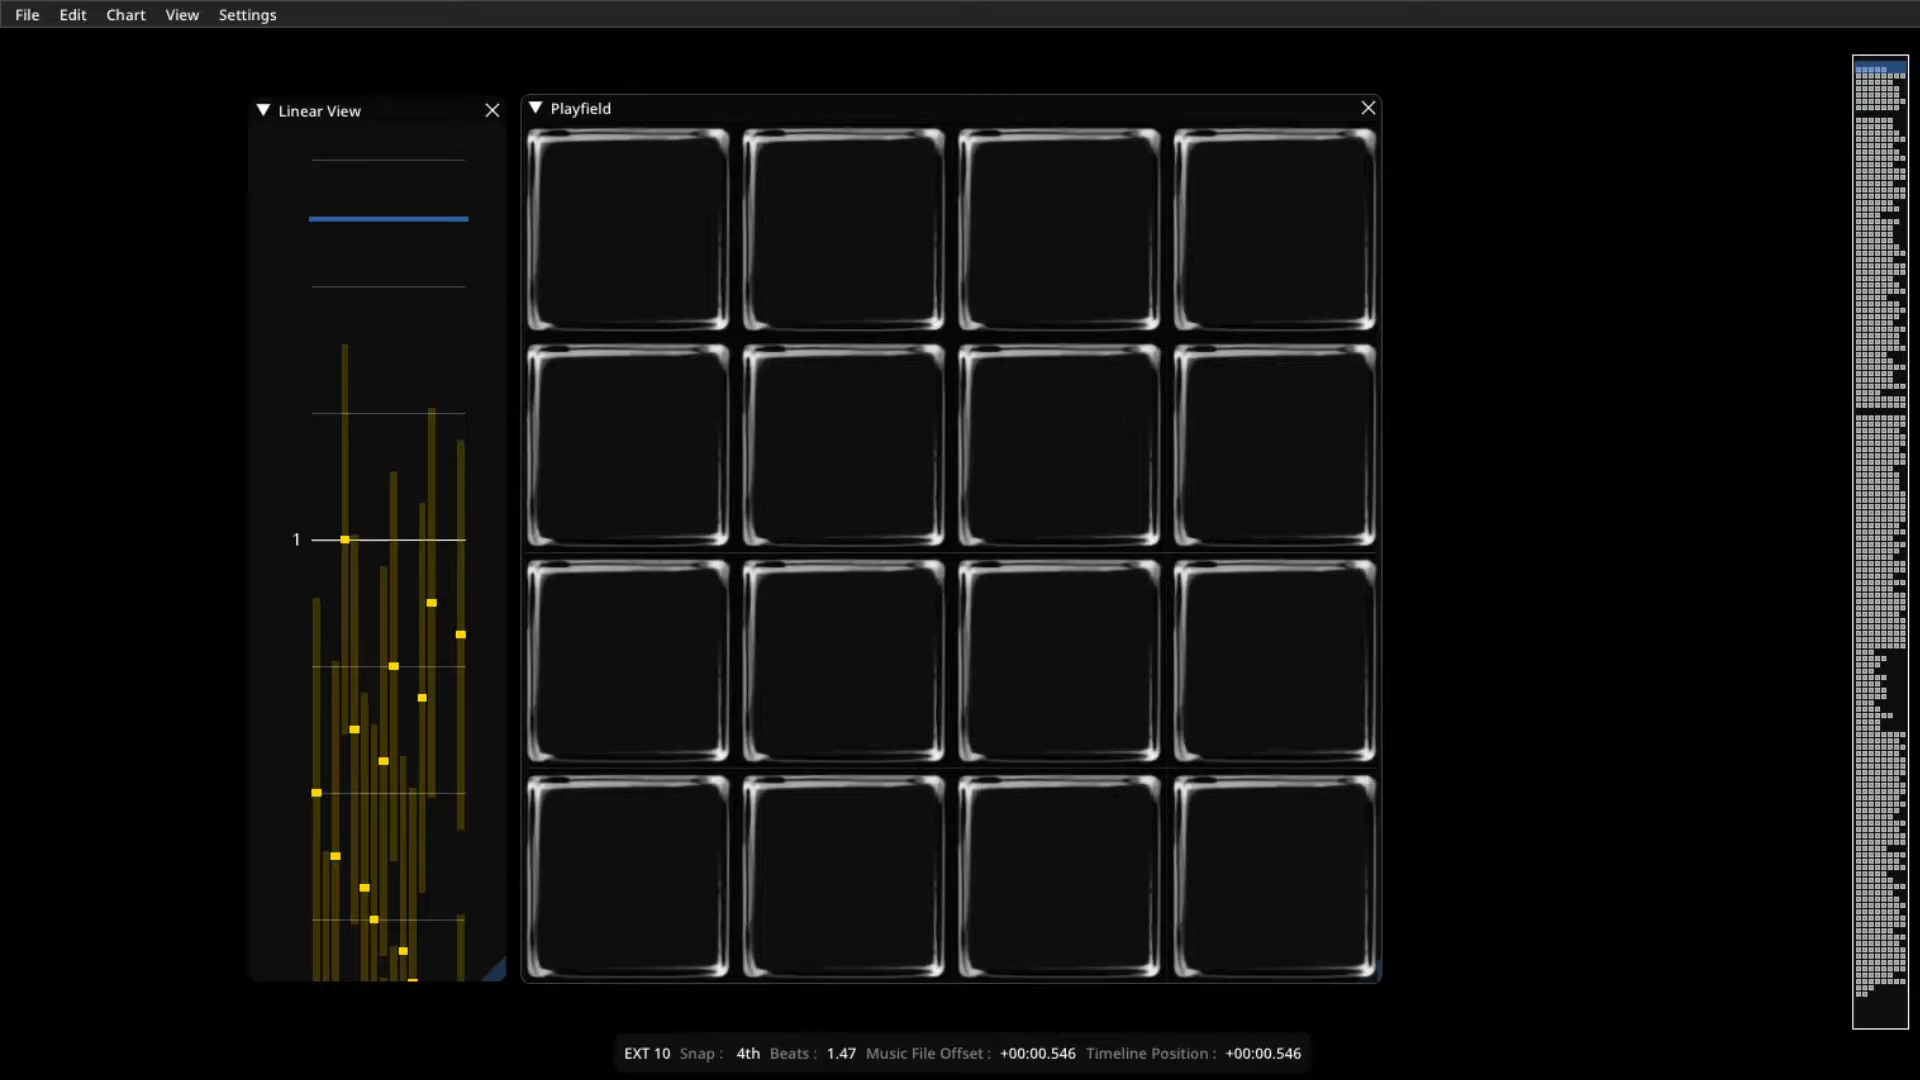 File Edit Chart View Settings
Linear View
Playfield
1
EXT 10 Snap : 4th Beats : 1.47 Music File Offset : +00:00.546 Timeline Position : +00:00.546